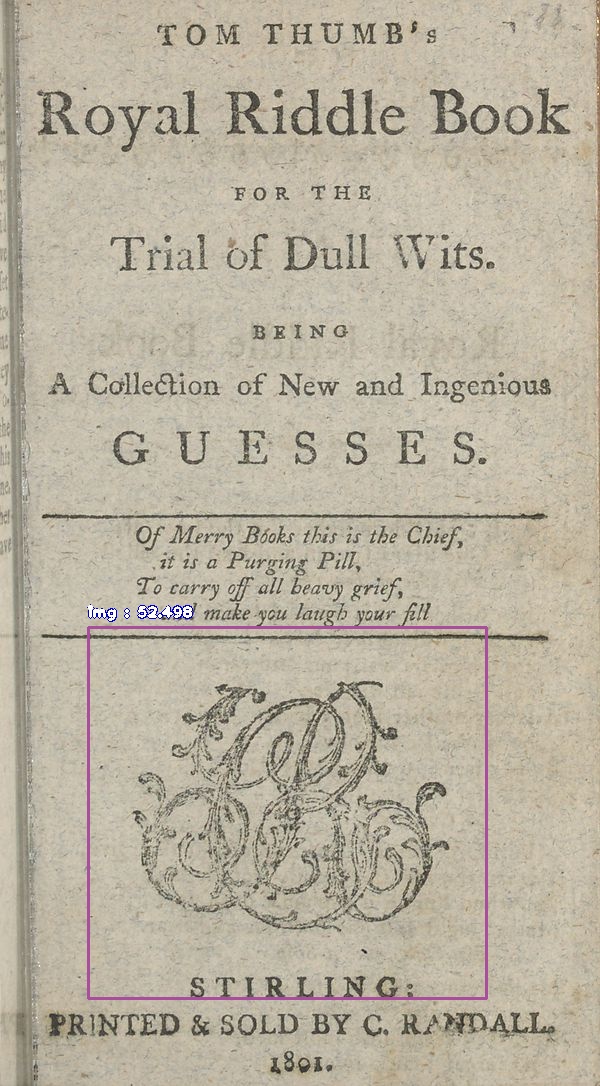 TOM THUMB's
Royal Riddle Book
FOR THE
Trial of Dull Wits.
BEING
A Collection of New and Ingenious
GUESSES.
Of Merry Books this is the Chief,
it is a Purging Pill,
To carry off all heavy grief,
make you laugh your fill
img : 52.498
STIRLING:
PRINTED & SOLD BY C. RANDALL.
1801.